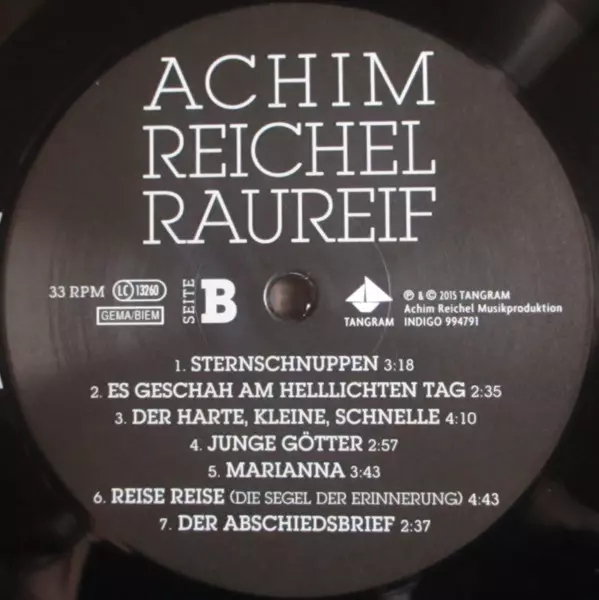 ACHIM
REICHEL
RAUREIF
33 RPM LC 13260
GEMA/BIEM
SEITE B
TANGRAM
℗ & © 2015 TANGRAM
Achim Reichel Musikproduktion
INDIGO 994791
1. STERNSCHNUPPEN 3:18
2. ES GESCHAH AM HELLLICHTEN TAG 2:35
3. DER HARTE, KLEINE, SCHNELLE 4:10
4. JUNGE GÖTTER 2:57
5. MARIANNA 3:43
6. REISE REISE (DIE SEGEL DER ERINNERUNG) 4:43
7. DER ABSCHIEDSBRIEF 2:37